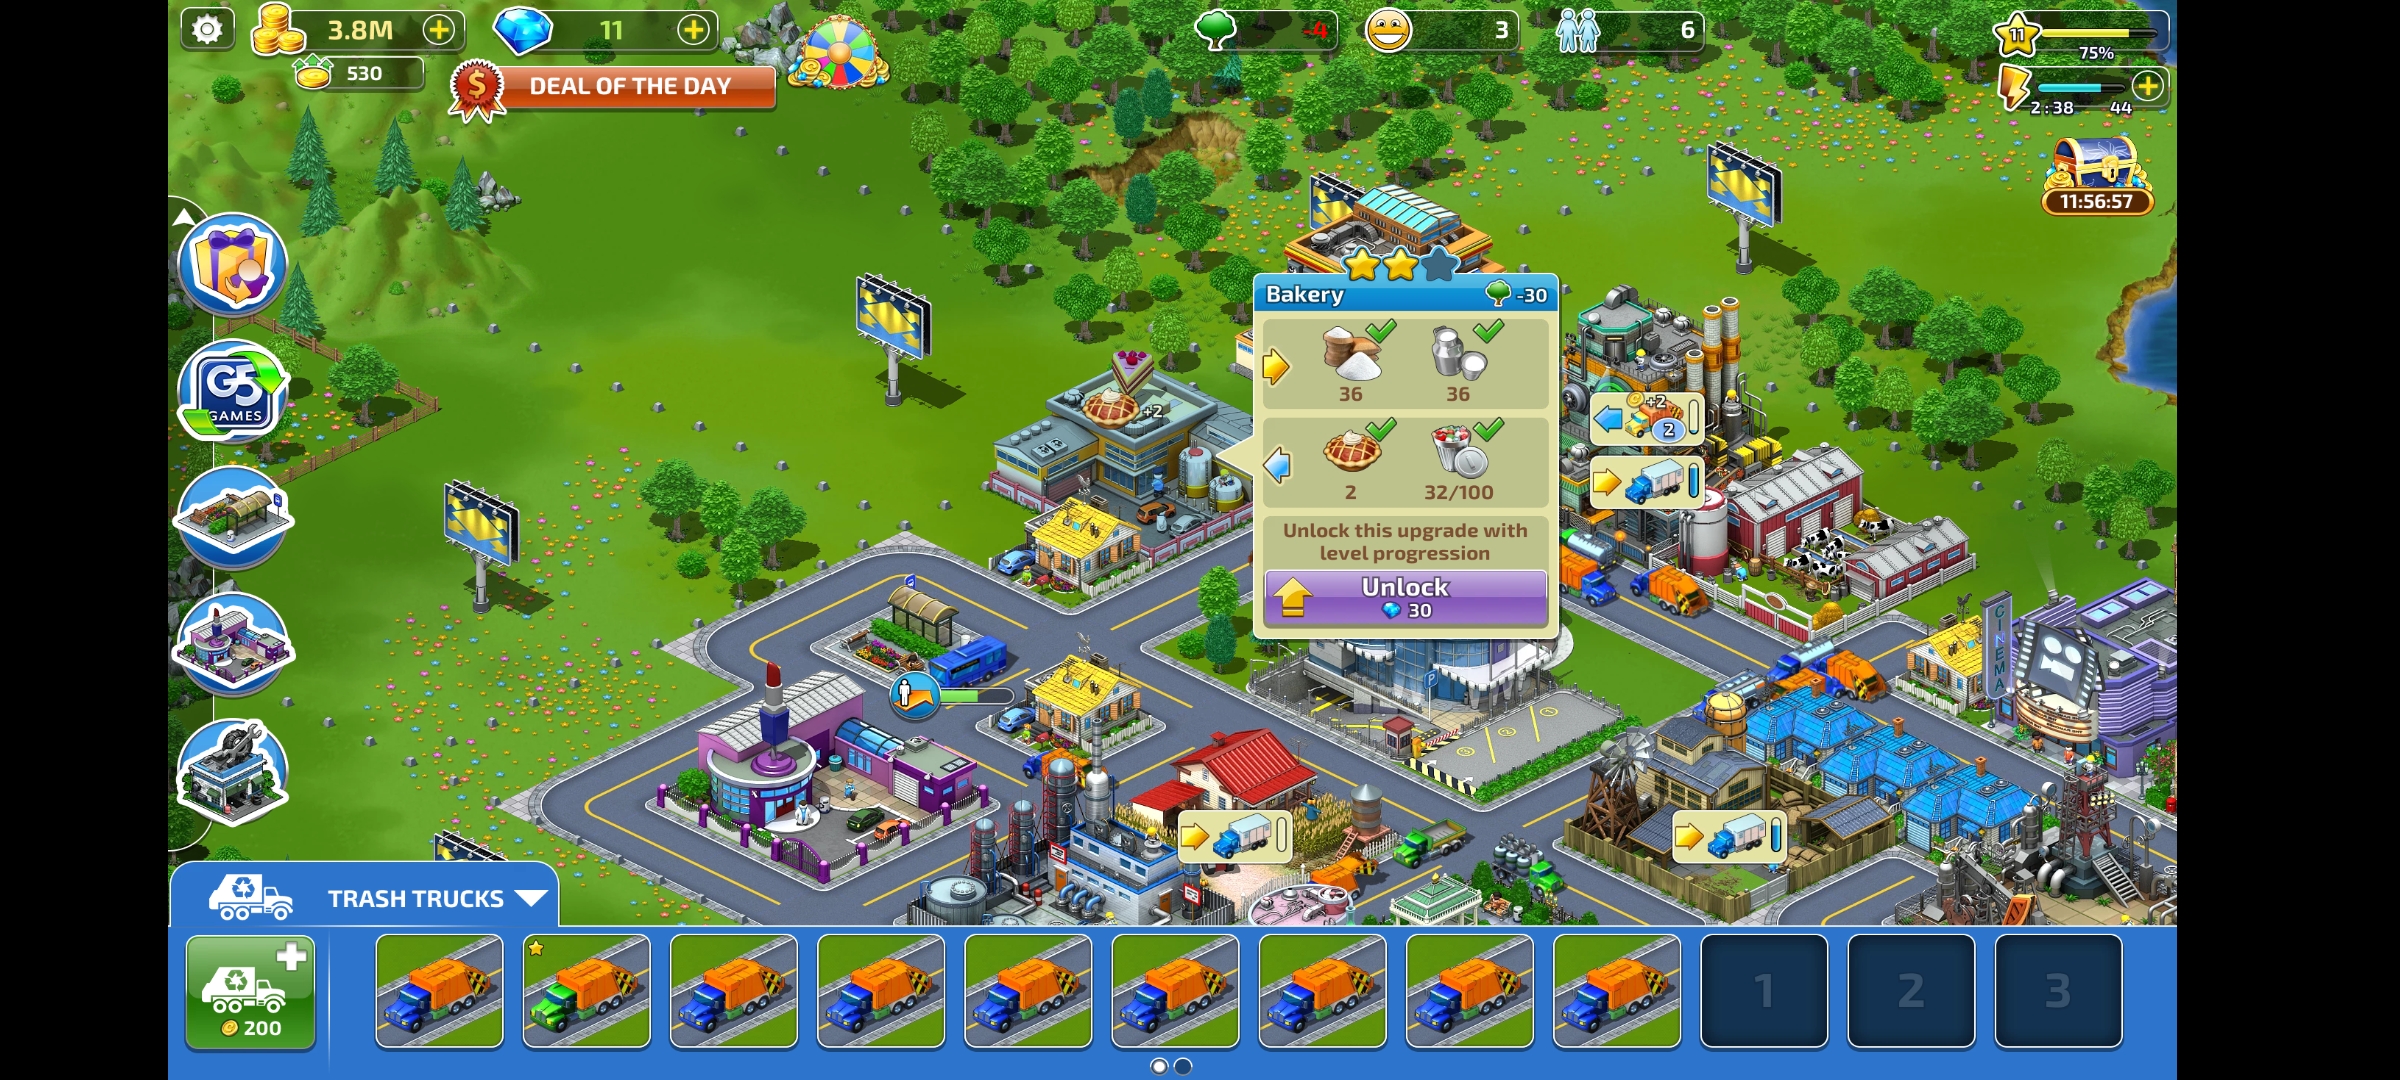 3.8M
11
-4
3
6
11
75%
530
DEAL OF THE DAY
2:38
44
11:56:57
Bakery
-30
36
36
+2
2
+2
2
32/100
G5
GAMES
Unlock this upgrade with
level progression
Unlock
30
CINEMA
P
TRASH TRUCKS
200
1
2
3